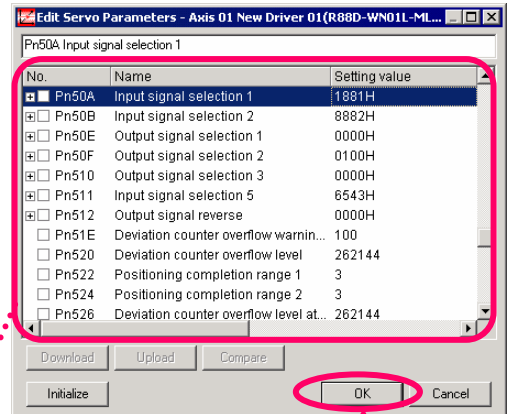 Edit Servo Parameters - Axis 01 New Driver 01(R88D-WN01L-ML...
Pn50A Input signal selection 1
No. Name Setting value
Pn50A Input signal selection 1 1881H
Pn50B Input signal selection 2 8882H
Pn50E Output signal selection 1 0000H
Pn50F Output signal selection 2 0100H
Pn510 Output signal selection 3 0000H
Pn511 Input signal selection 5 6543H
Pn512 Output signal reverse 0000H
Pn51E Deviation counter overflow warnin... 100
Pn520 Deviation counter overflow level 262144
Pn522 Positioning completion range 1 3
Pn524 Positioning completion range 2 3
Pn526 Deviation counter overflow level at... 262144
Download Upload Compare
Initialize OK Cancel